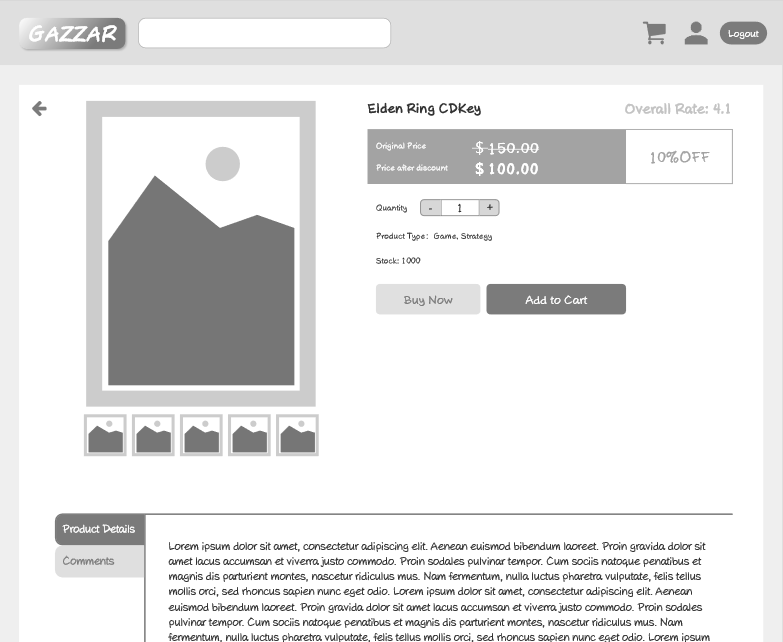 GAZZAR
Logout
Elden Ring CDKey
Overall Rate: 4.1
Original Price $ 150.00
Price after discount $ 100.00
10%OFF
Quantity - 1 +
Product Type: Game, Strategy
Stock: 1000
Buy Now
Add to Cart
Product Details
Comments
Lorem ipsum dolor sit amet, consectetur adipiscing elit. Aenean euismod bibendum laoreet. Proin gravida dolor sit
amet lacus accumsan et viverra justo commodo. Proin sodales pulvinar tempor. Cum sociis natoque penatibus et
magnis dis parturient montes, nascetur ridiculus mus. Nam fermentum, nulla luctus pharetra vulputate, felis tellus
mollis orci, sed rhoncus sapien nunc eget odio. Lorem ipsum dolor sit amet, consectetur adipiscing elit. Aenean
euismod bibendum laoreet. Proin gravida dolor sit amet lacus accumsan et viverra justo commodo. Proin sodales
pulvinar tempor. Cum sociis natoque penatibus et magnis dis parturient montes, nascetur ridiculus mus. Nam
fermentum, nulla luctus pharetra vulputate, felis tellus mollis orci, sed rhoncus sapien nunc eget odio. Lorem ipsum